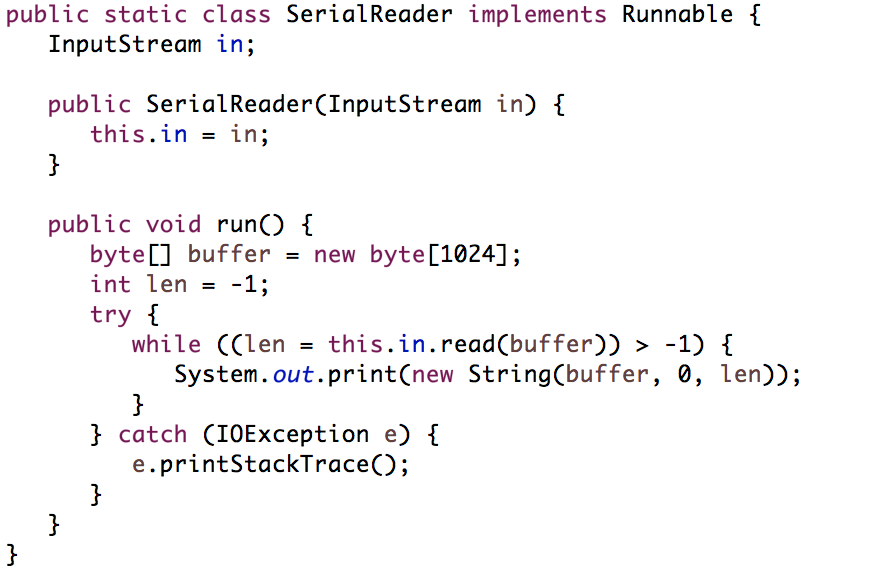 public static class SerialReader implements Runnable {
   InputStream in;

   public SerialReader(InputStream in) {
      this.in = in;
   }

   public void run() {
      byte[] buffer = new byte[1024];
      int len = -1;
      try {
         while ((len = this.in.read(buffer)) > -1) {
            System.out.print(new String(buffer, 0, len));
         }
      } catch (IOException e) {
         e.printStackTrace();
      }
   }
}